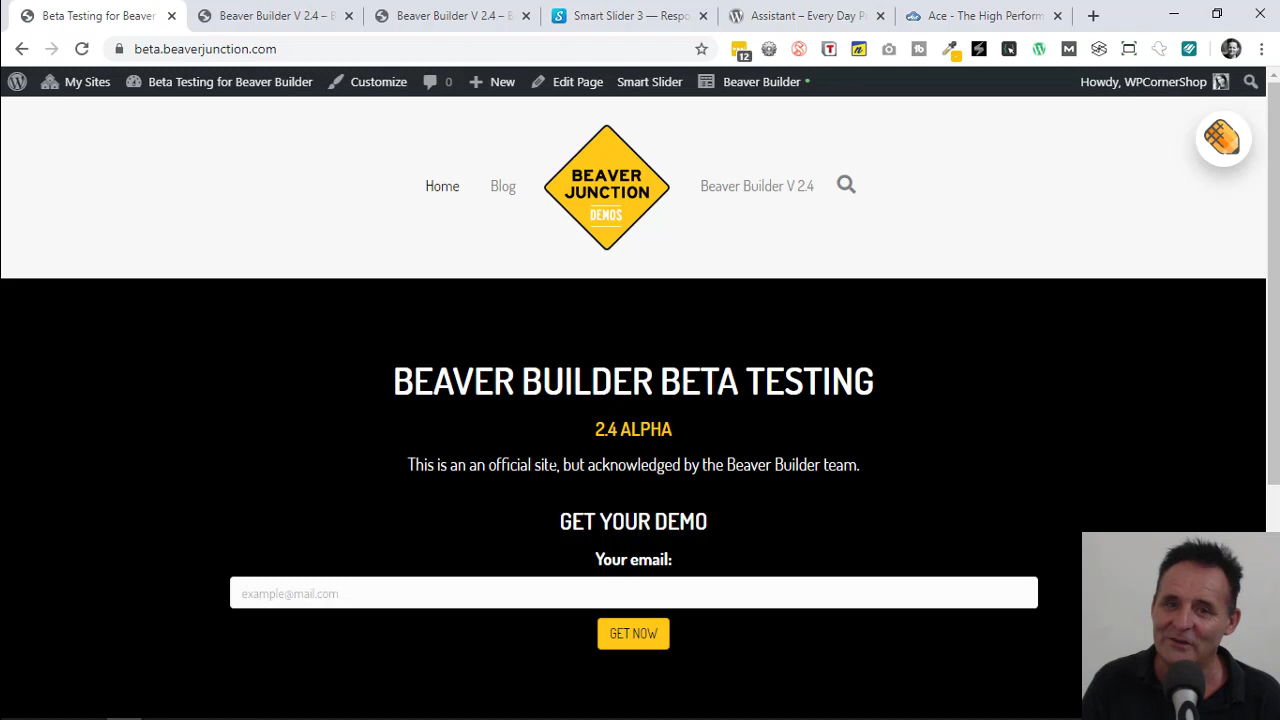 Beta Testing for Beaver
Beaver Builder V 2.4 – B
Beaver Builder V 2.4 – B
Smart Slider 3 — Respo
Assistant – Every Day P
Ace - The High Perform
beta.beaverjunction.com
12
My Sites
Beta Testing for Beaver Builder
Customize
0
New
Edit Page
Smart Slider
Beaver Builder
Howdy, WPCornerShop
Home
Blog
BEAVER
JUNCTION
DEMOS
Beaver Builder V 2.4
BEAVER BUILDER BETA TESTING
2.4 ALPHA
This is an an official site, but acknowledged by the Beaver Builder team.
GET YOUR DEMO
Your email:
example@mail.com
GET NOW